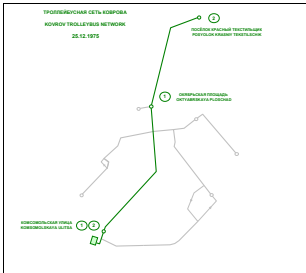 ТРОЛЛЕЙБУСНАЯ СЕТЬ КОВРОВА
KOVROV TROLLEYBUS NETWORK
25.12.1975
2
ПОСЁЛОК КРАСНЫЙ ТЕКСТИЛЬЩИК
POSYOLOK KRASNIY TEKSTILSCHIK
1
ОКТЯБРЬСКАЯ ПЛОЩАДЬ
OKTYABRSKAYA PLOSCHAD
КОМСОМОЛЬСКАЯ УЛИЦА
KOMSOMOLSKAYA ULITSA
1 2